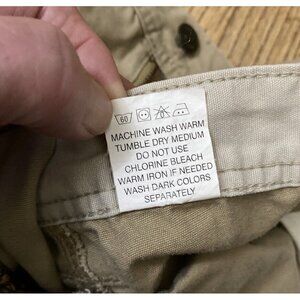 60
MACHINE WASH WARM
TUMBLE DRY MEDIUM
DO NOT USE
CHLORINE BLEACH
WARM IRON IF NEEDED
WASH DARK COLORS
SEPARATELY